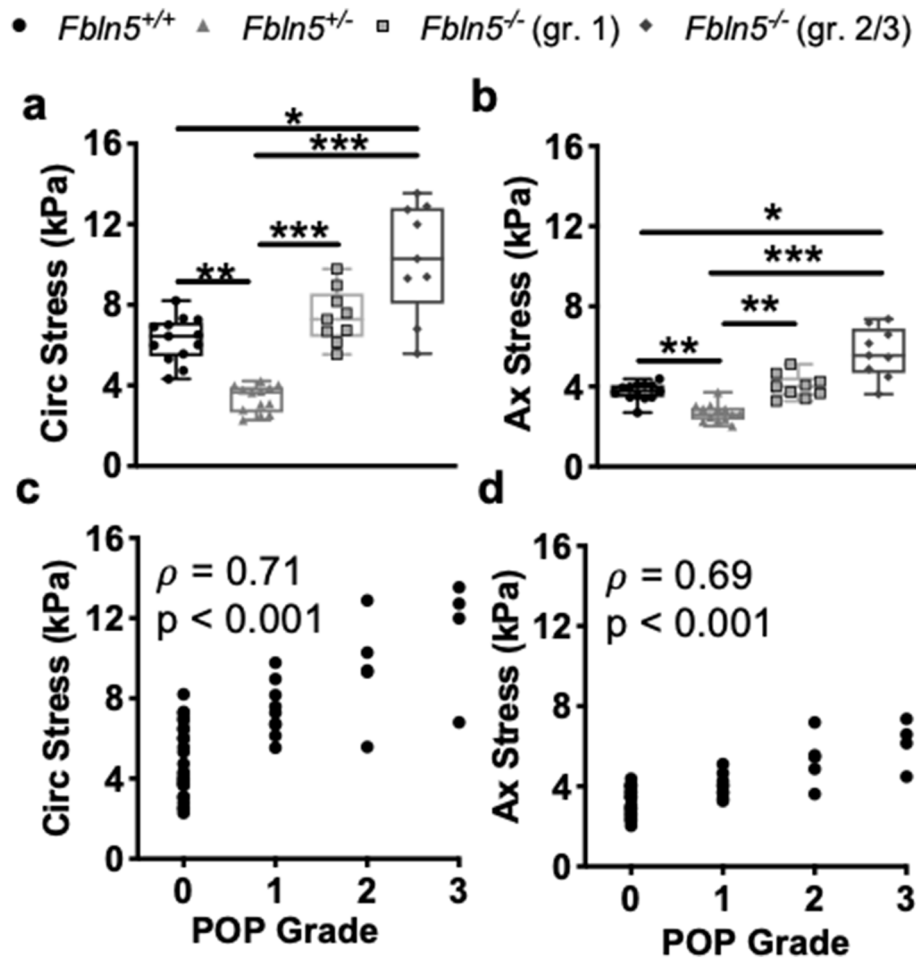 ● Fbln5+/+ ▲ Fbln5+/- ■ Fbln5-/- (gr. 1) ◆ Fbln5-/- (gr. 2/3)
a
*
***
***
**
16
12
8
4
0
Circ Stress (kPa)
b
*
***
**
**
16
12
8
4
0
Ax Stress (kPa)
c
ρ = 0.71
p < 0.001
16
12
8
4
0
Circ Stress (kPa)
0 1 2 3
POP Grade
d
ρ = 0.69
p < 0.001
16
12
8
4
0
Ax Stress (kPa)
0 1 2 3
POP Grade